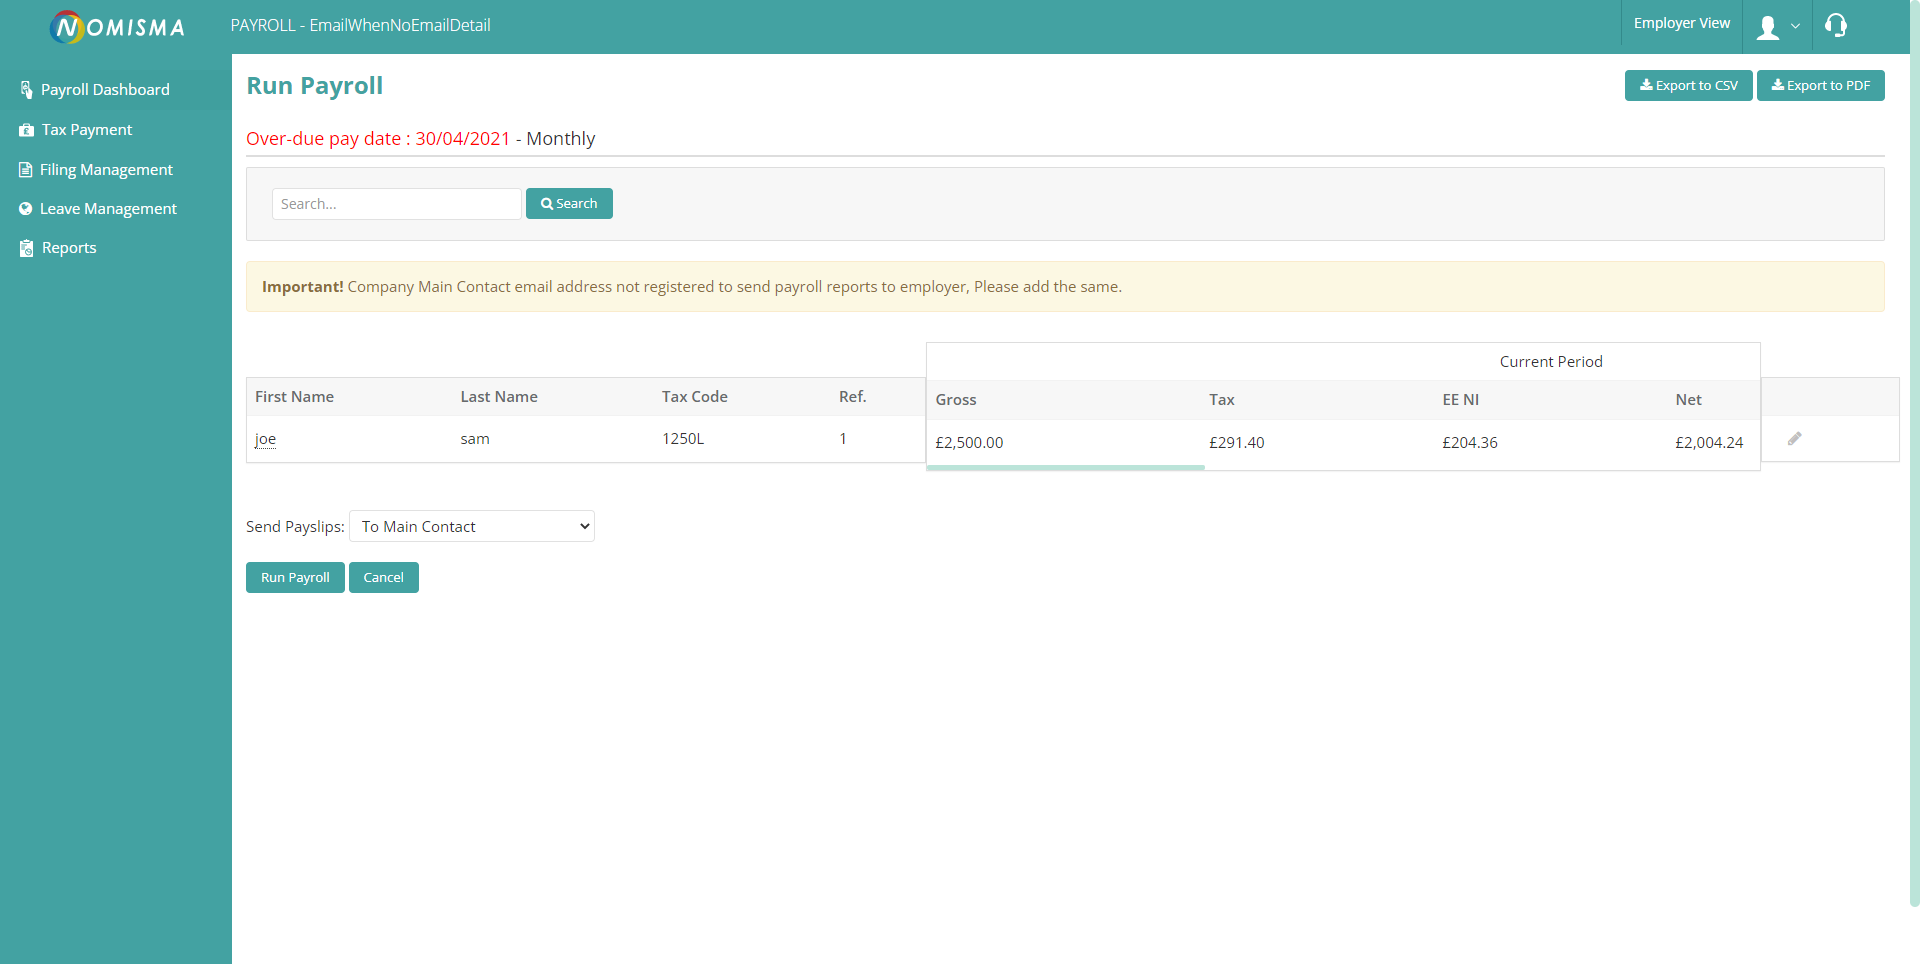 NOMISMA
PAYROLL - EmailWhenNoEmailDetail
Employer View
Payroll Dashboard
Tax Payment
Filing Management
Leave Management
Reports
Run Payroll
Export to CSV
Export to PDF
Over-due pay date : 30/04/2021 - Monthly
Search...
Search
Important! Company Main Contact email address not registered to send payroll reports to employer, Please add the same.
Current Period
First Name Last Name Tax Code Ref. Gross Tax EE NI Net
joe sam 1250L 1 £2,500.00 £291.40 £204.36 £2,004.24
Send Payslips: To Main Contact
Run Payroll Cancel